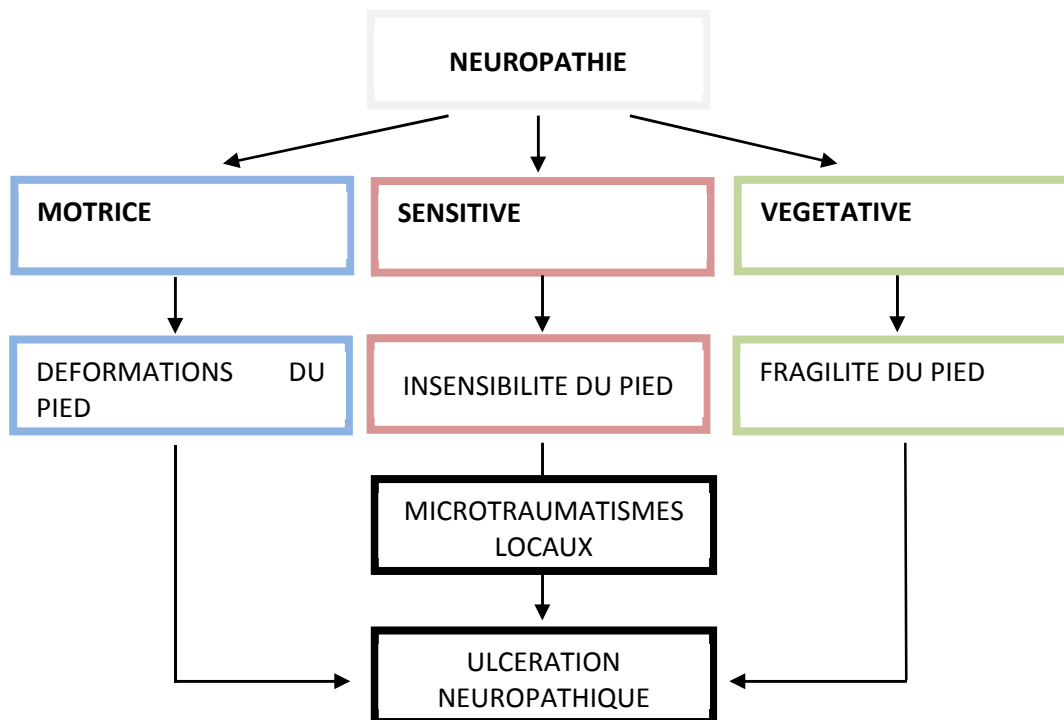 NEUROPATHIE
MOTRICE
SENSITIVE
VEGETATIVE
DEFORMATIONS DU
PIED
INSENSIBILITE DU PIED
FRAGILITE DU PIED
MICROTRAUMATISMES
LOCAUX
ULCERATION
NEUROPATHIQUE